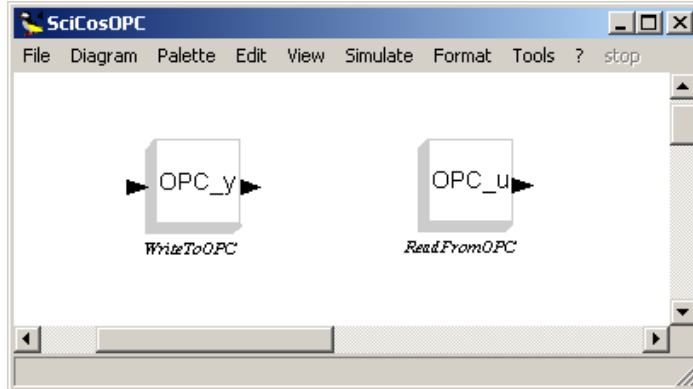 SciCosOPC
File Diagram Palette Edit View Simulate Format Tools ? stop
OPC_y OPC_u
WriteToOPC ReadFromOPC